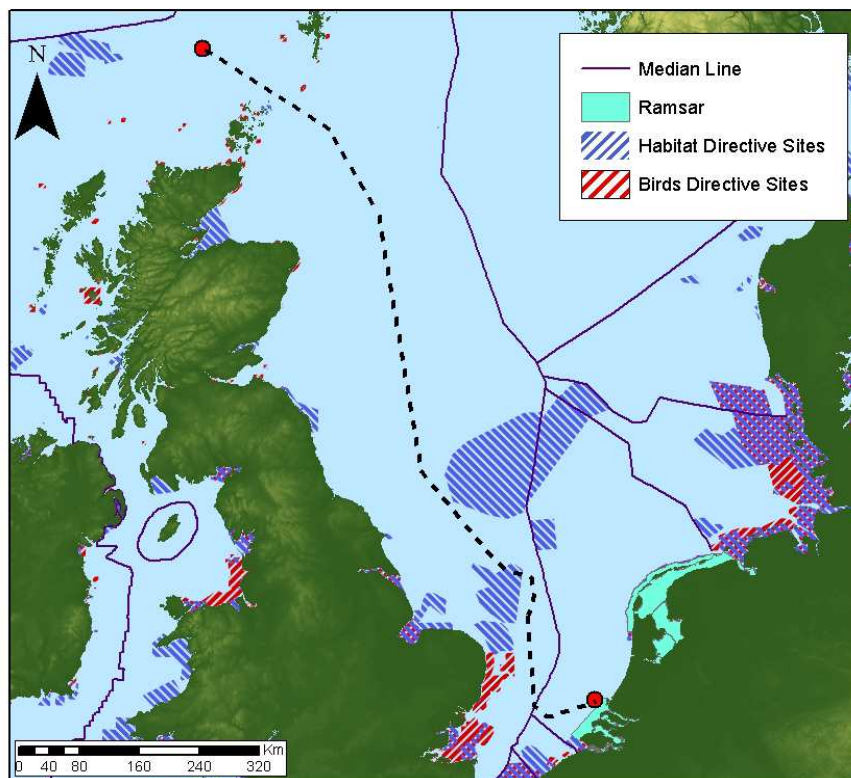 N
Median Line
Ramsar
Habitat Directive Sites
Birds Directive Sites
Km
0 40 80 160 240 320